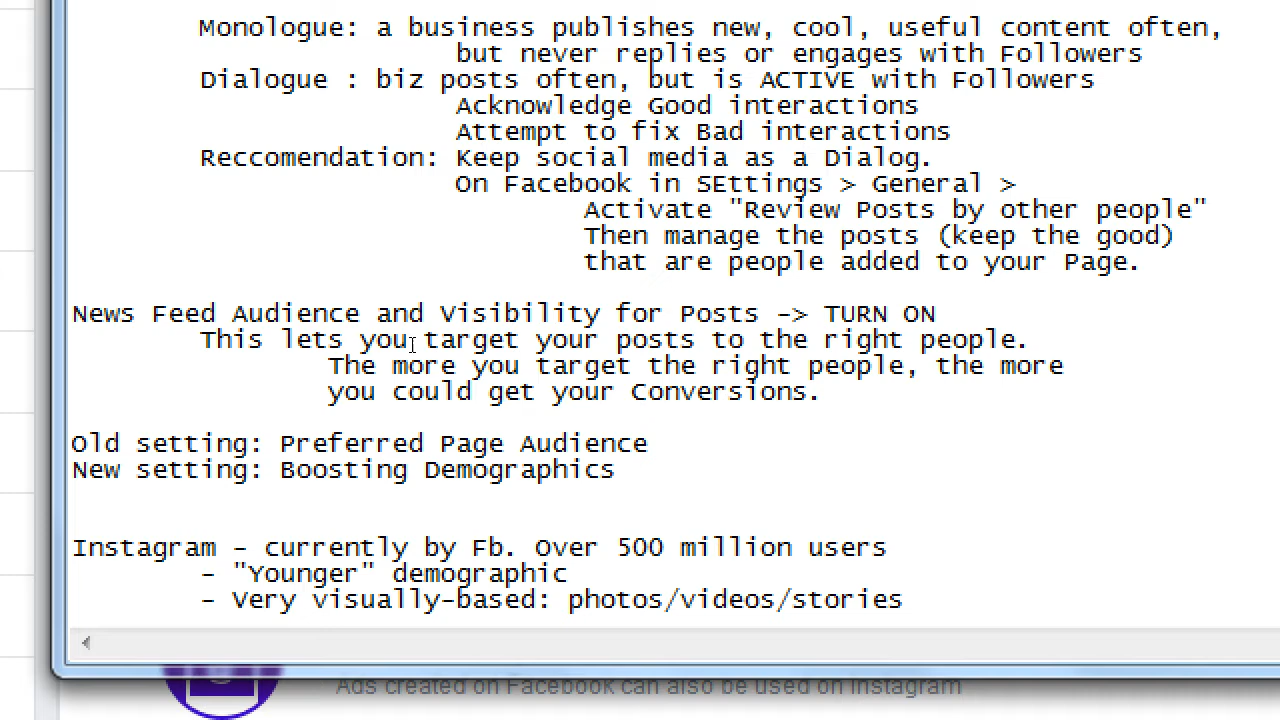 Monologue: a business publishes new, cool, useful content often,
but never replies or engages with Followers
Dialogue : biz posts often, but is ACTIVE with Followers
Acknowledge Good interactions
Attempt to fix Bad interactions
Reccomendation: Keep social media as a Dialog.
On Facebook in SEttings > General >
Activate "Review Posts by other people"
Then manage the posts (keep the good)
that are people added to your Page.
News Feed Audience and Visibility for Posts -> TURN ON
This lets you target your posts to the right people.
The more you target the right people, the more
you could get your Conversions.
Old setting: Preferred Page Audience
New setting: Boosting Demographics
Instagram - currently by Fb. Over 500 million users
- "Younger" demographic
- Very visually-based: photos/videos/stories
Ads created on Facebook can also be used on Instagram